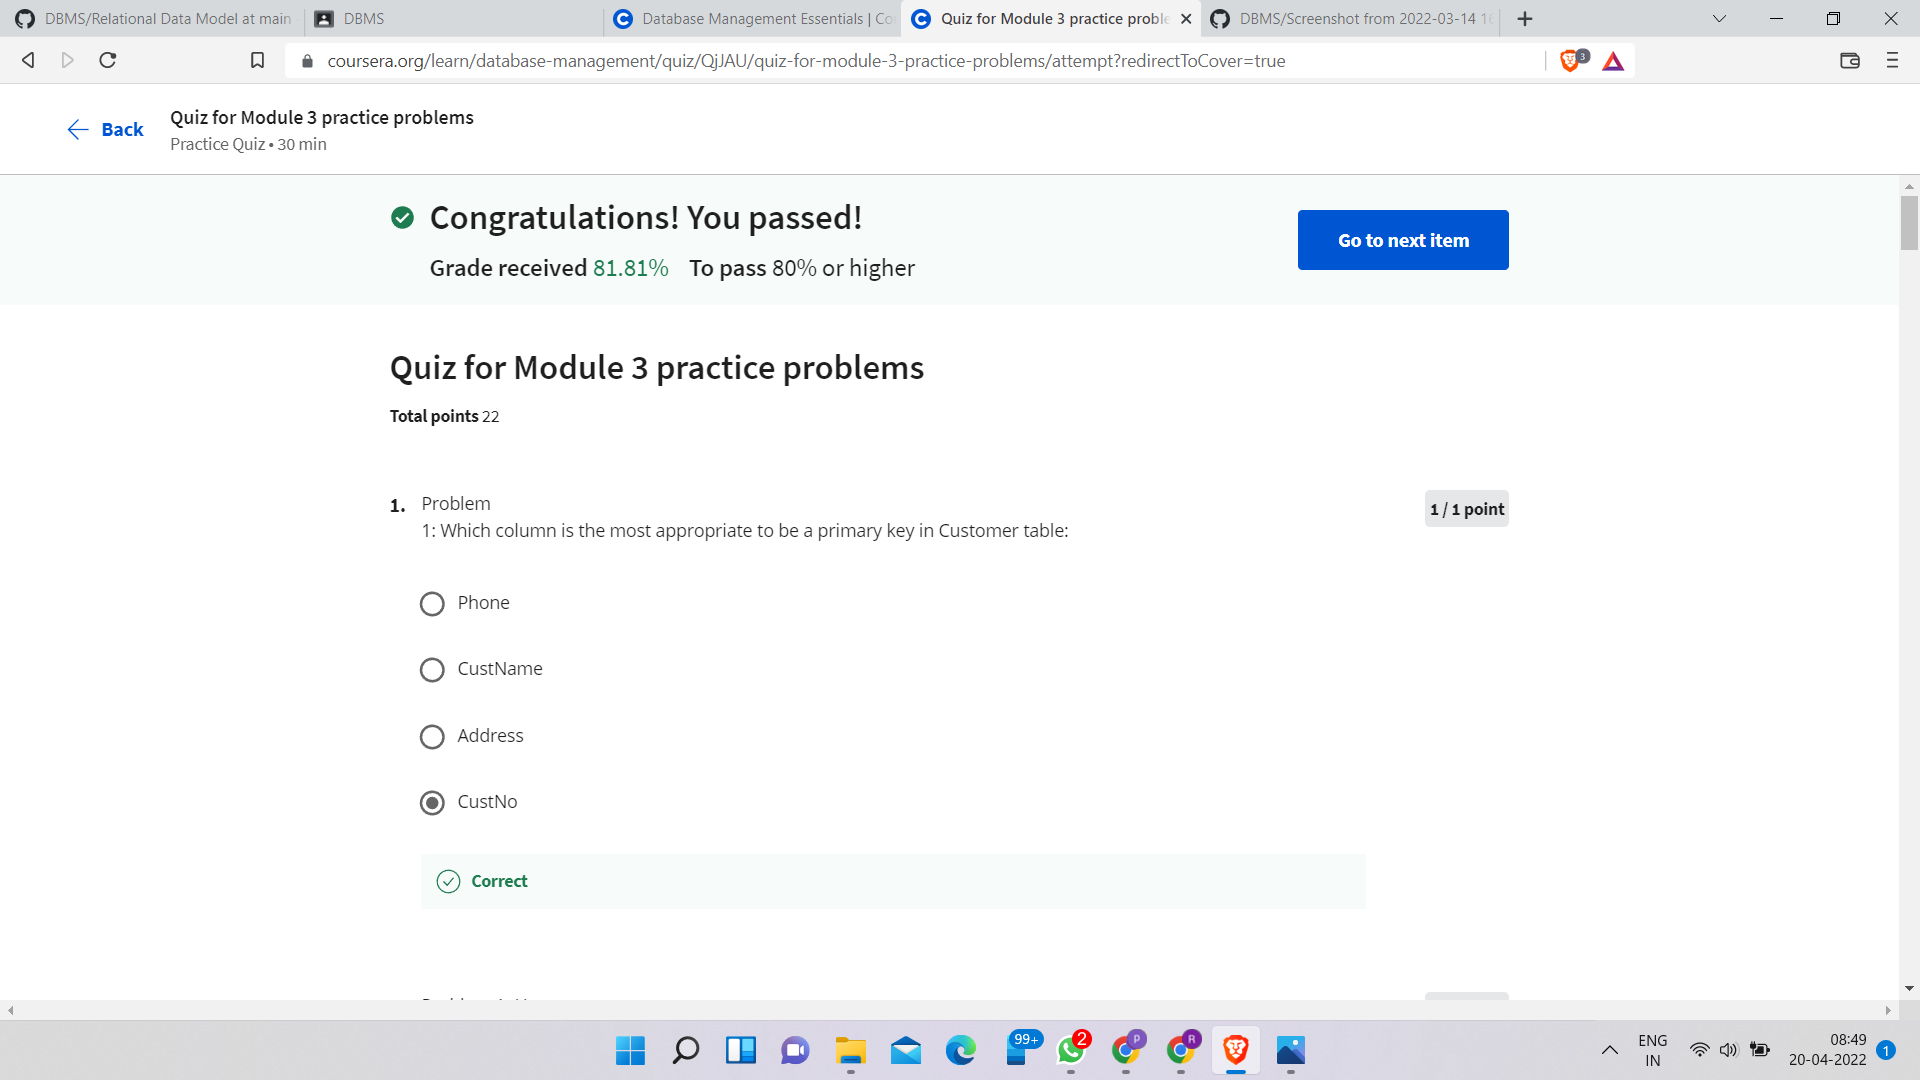 DBMS/Relational Data Model at main
DBMS
Database Management Essentials | Co
Quiz for Module 3 practice proble
DBMS/Screenshot from 2022-03-14 16
coursera.org/learn/database-management/quiz/QjJAU/quiz-for-module-3-practice-problems/attempt?redirectToCover=true
3
Back
Quiz for Module 3 practice problems
Practice Quiz • 30 min
Congratulations! You passed!
Grade received 81.81% To pass 80% or higher
Go to next item
Quiz for Module 3 practice problems
Total points 22
1. Problem
1: Which column is the most appropriate to be a primary key in Customer table:
1 / 1 point
Phone
CustName
Address
CustNo
Correct
99+
2
P
R
ENG
IN
08:49
20-04-2022
1